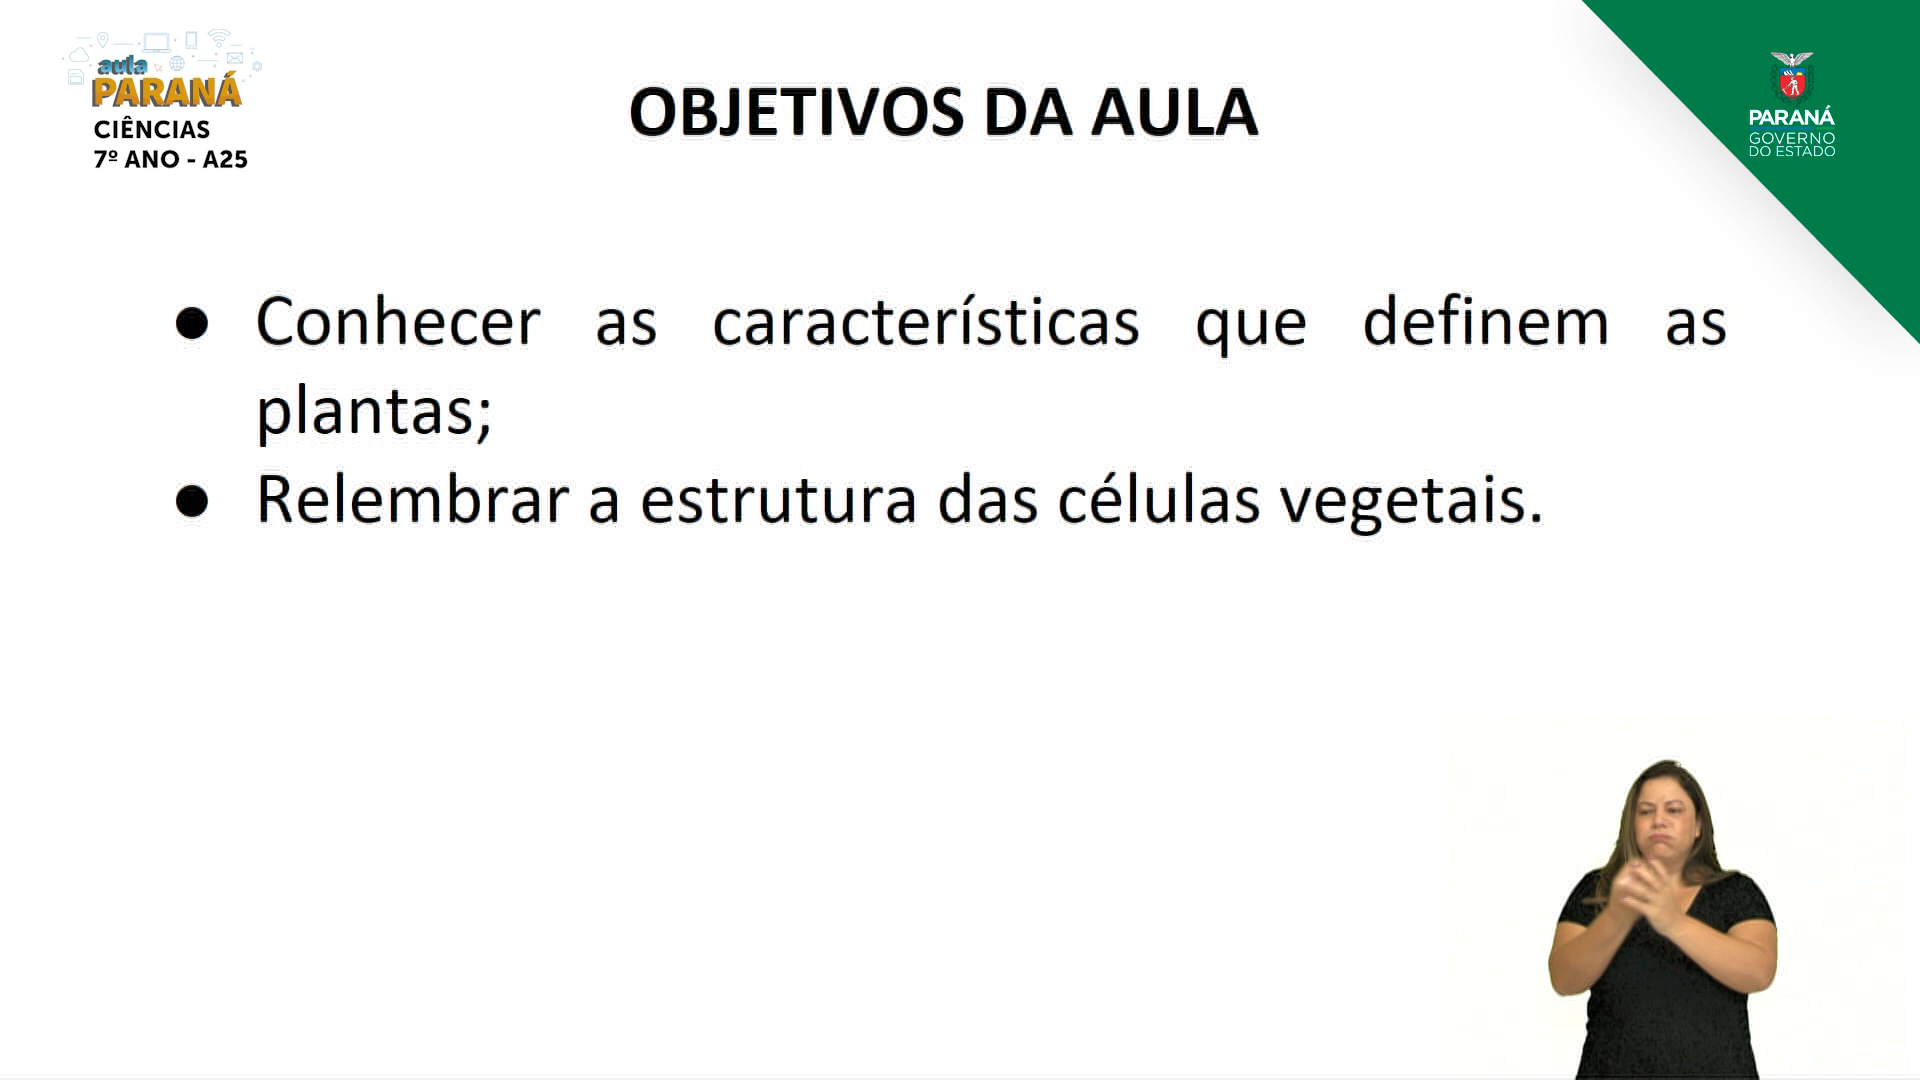 aula
PARANÁ
CIÊNCIAS
7º ANO - A25
OBJETIVOS DA AULA
PARANÁ
GOVERNO
DO ESTADO
● Conhecer as características que definem as
plantas;
● Relembrar a estrutura das células vegetais.